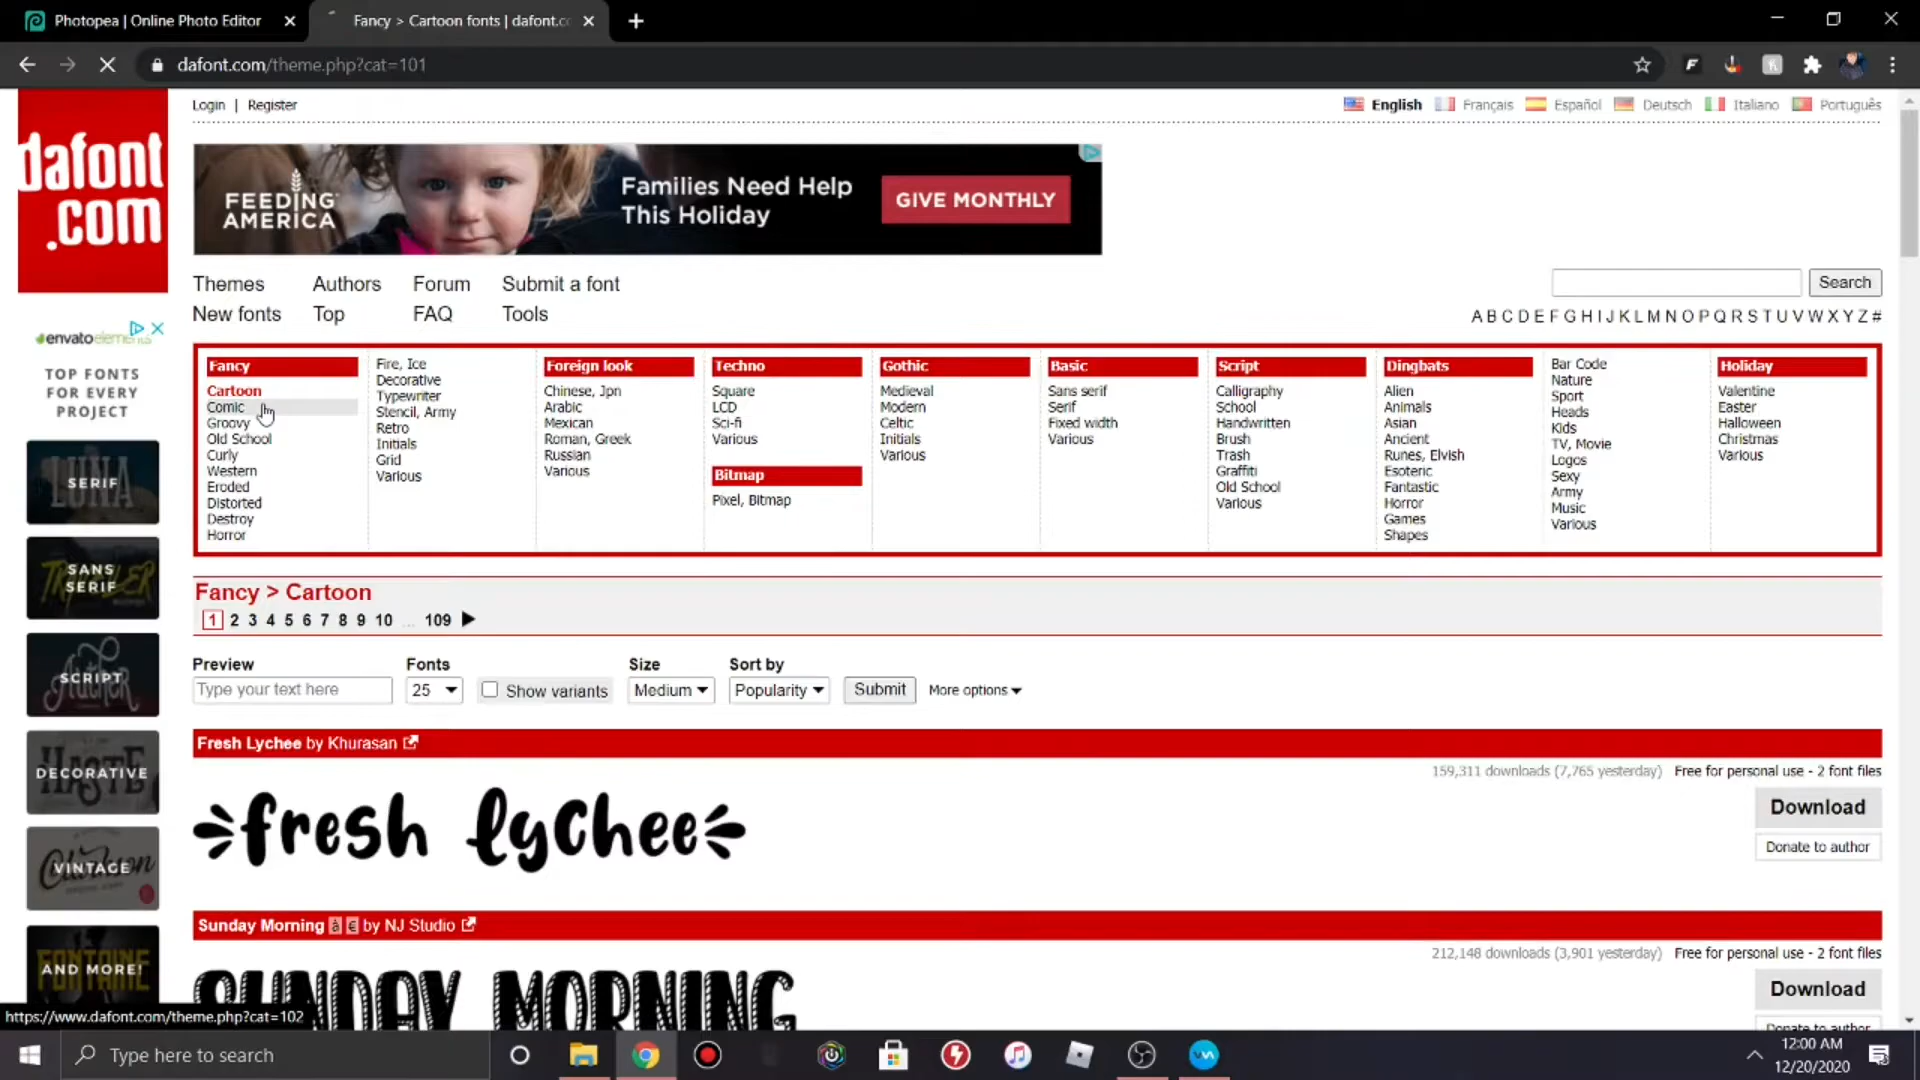 Photopea | Online Photo Editor
Fancy > Cartoon fonts | dafont.c
dafont.com/theme.php?cat=101
Login | Register
English Français Español Deutsch Italiano Português
dafont
.com
FEEDING
AMERICA
Families Need Help
This Holiday
GIVE MONTHLY
Themes Authors Forum Submit a font
New fonts Top FAQ Tools
Search
A B C D E F G H I J K L M N O P Q R S T U V W X Y Z #
envatoelements
TOP FONTS
FOR EVERY
PROJECT
SERIF
SANS
SERIF
SCRIPT
DECORATIVE
VINTAGE
AND MORE!
Fancy
Cartoon
Comic
Groovy
Old School
Curly
Western
Eroded
Distorted
Destroy
Horror
Fire, Ice
Decorative
Typewriter
Stencil, Army
Retro
Initials
Grid
Various
Foreign look
Chinese, Jpn
Arabic
Mexican
Roman, Greek
Russian
Various
Techno
Square
LCD
Sci-fi
Various
Bitmap
Pixel, Bitmap
Gothic
Medieval
Modern
Celtic
Initials
Various
Basic
Sans serif
Serif
Fixed width
Various
Script
Calligraphy
School
Handwritten
Brush
Trash
Graffiti
Old School
Various
Dingbats
Alien
Animals
Asian
Ancient
Runes, Elvish
Esoteric
Fantastic
Horror
Games
Shapes
Bar Code
Nature
Sport
Heads
Kids
TV, Movie
Logos
Sexy
Army
Music
Various
Holiday
Valentine
Easter
Halloween
Christmas
Various
Fancy > Cartoon
1 2 3 4 5 6 7 8 9 10 ... 109
Preview Fonts Size Sort by
Type your text here 25 Show variants Medium Popularity Submit More options
Fresh Lychee by Khurasan
159,311 downloads (7,765 yesterday) Free for personal use - 2 font files
fresh lychee
Download
Donate to author
Sunday Morning à € by NJ Studio
212,148 downloads (3,901 yesterday) Free for personal use - 2 font files
SUNDAY MORNING
Download
Donate to author
https://www.dafont.com/theme.php?cat=102
Type here to search
12:00 AM
12/20/2020